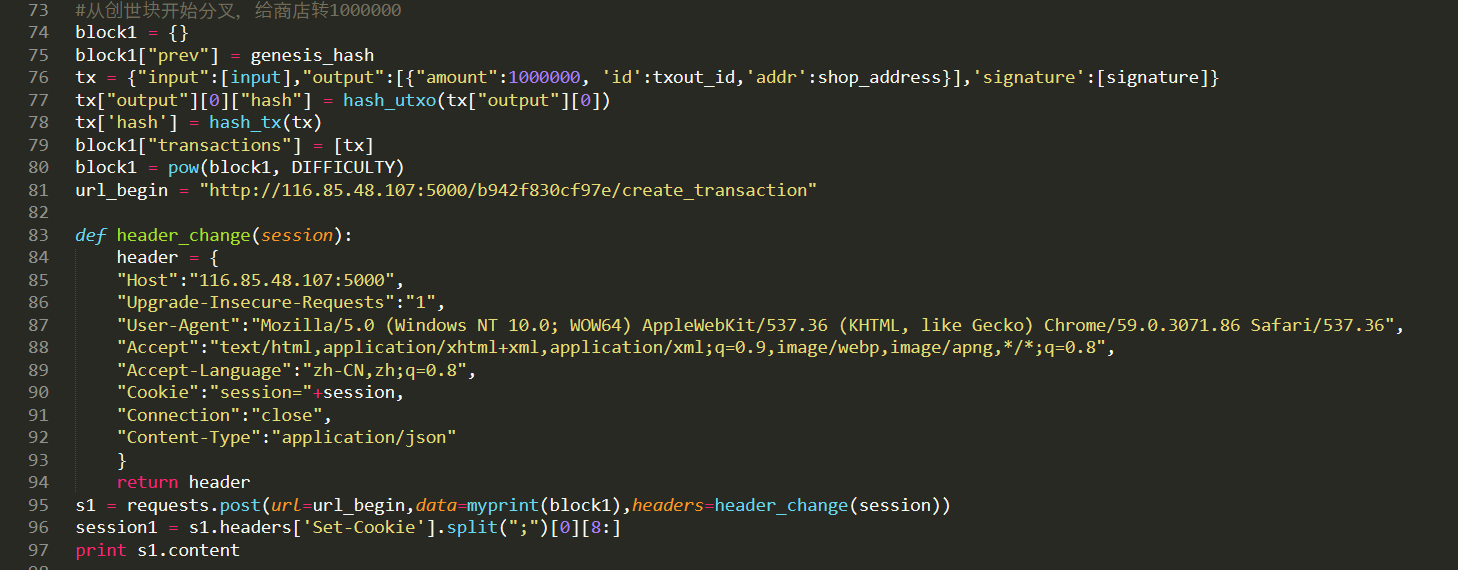 73 #从创世块开始分叉，给商店转1000000
74 block1 = {}
75 block1["prev"] = genesis_hash
76 tx = {"input":[input],"output":[{"amount":1000000, 'id':txout_id,'addr':shop_address}],'signature':[signature]}
77 tx["output"][0]["hash"] = hash_utxo(tx["output"][0])
78 tx['hash'] = hash_tx(tx)
79 block1["transactions"] = [tx]
80 block1 = pow(block1, DIFFICULTY)
81 url_begin = "http://116.85.48.107:5000/b942f830cf97e/create_transaction"
82
83 def header_change(session):
84     header = {
85     "Host":"116.85.48.107:5000",
86     "Upgrade-Insecure-Requests":"1",
87     "User-Agent":"Mozilla/5.0 (Windows NT 10.0; WOW64) AppleWebKit/537.36 (KHTML, like Gecko) Chrome/59.0.3071.86 Safari/537.36",
88     "Accept":"text/html,application/xhtml+xml,application/xml;q=0.9,image/webp,image/apng,*/*;q=0.8",
89     "Accept-Language":"zh-CN,zh;q=0.8",
90     "Cookie":"session="+session,
91     "Connection":"close",
92     "Content-Type":"application/json"
93     }
94     return header
95 s1 = requests.post(url=url_begin,data=myprint(block1),headers=header_change(session))
96 session1 = s1.headers['Set-Cookie'].split(";")[0][8:]
97 print s1.content